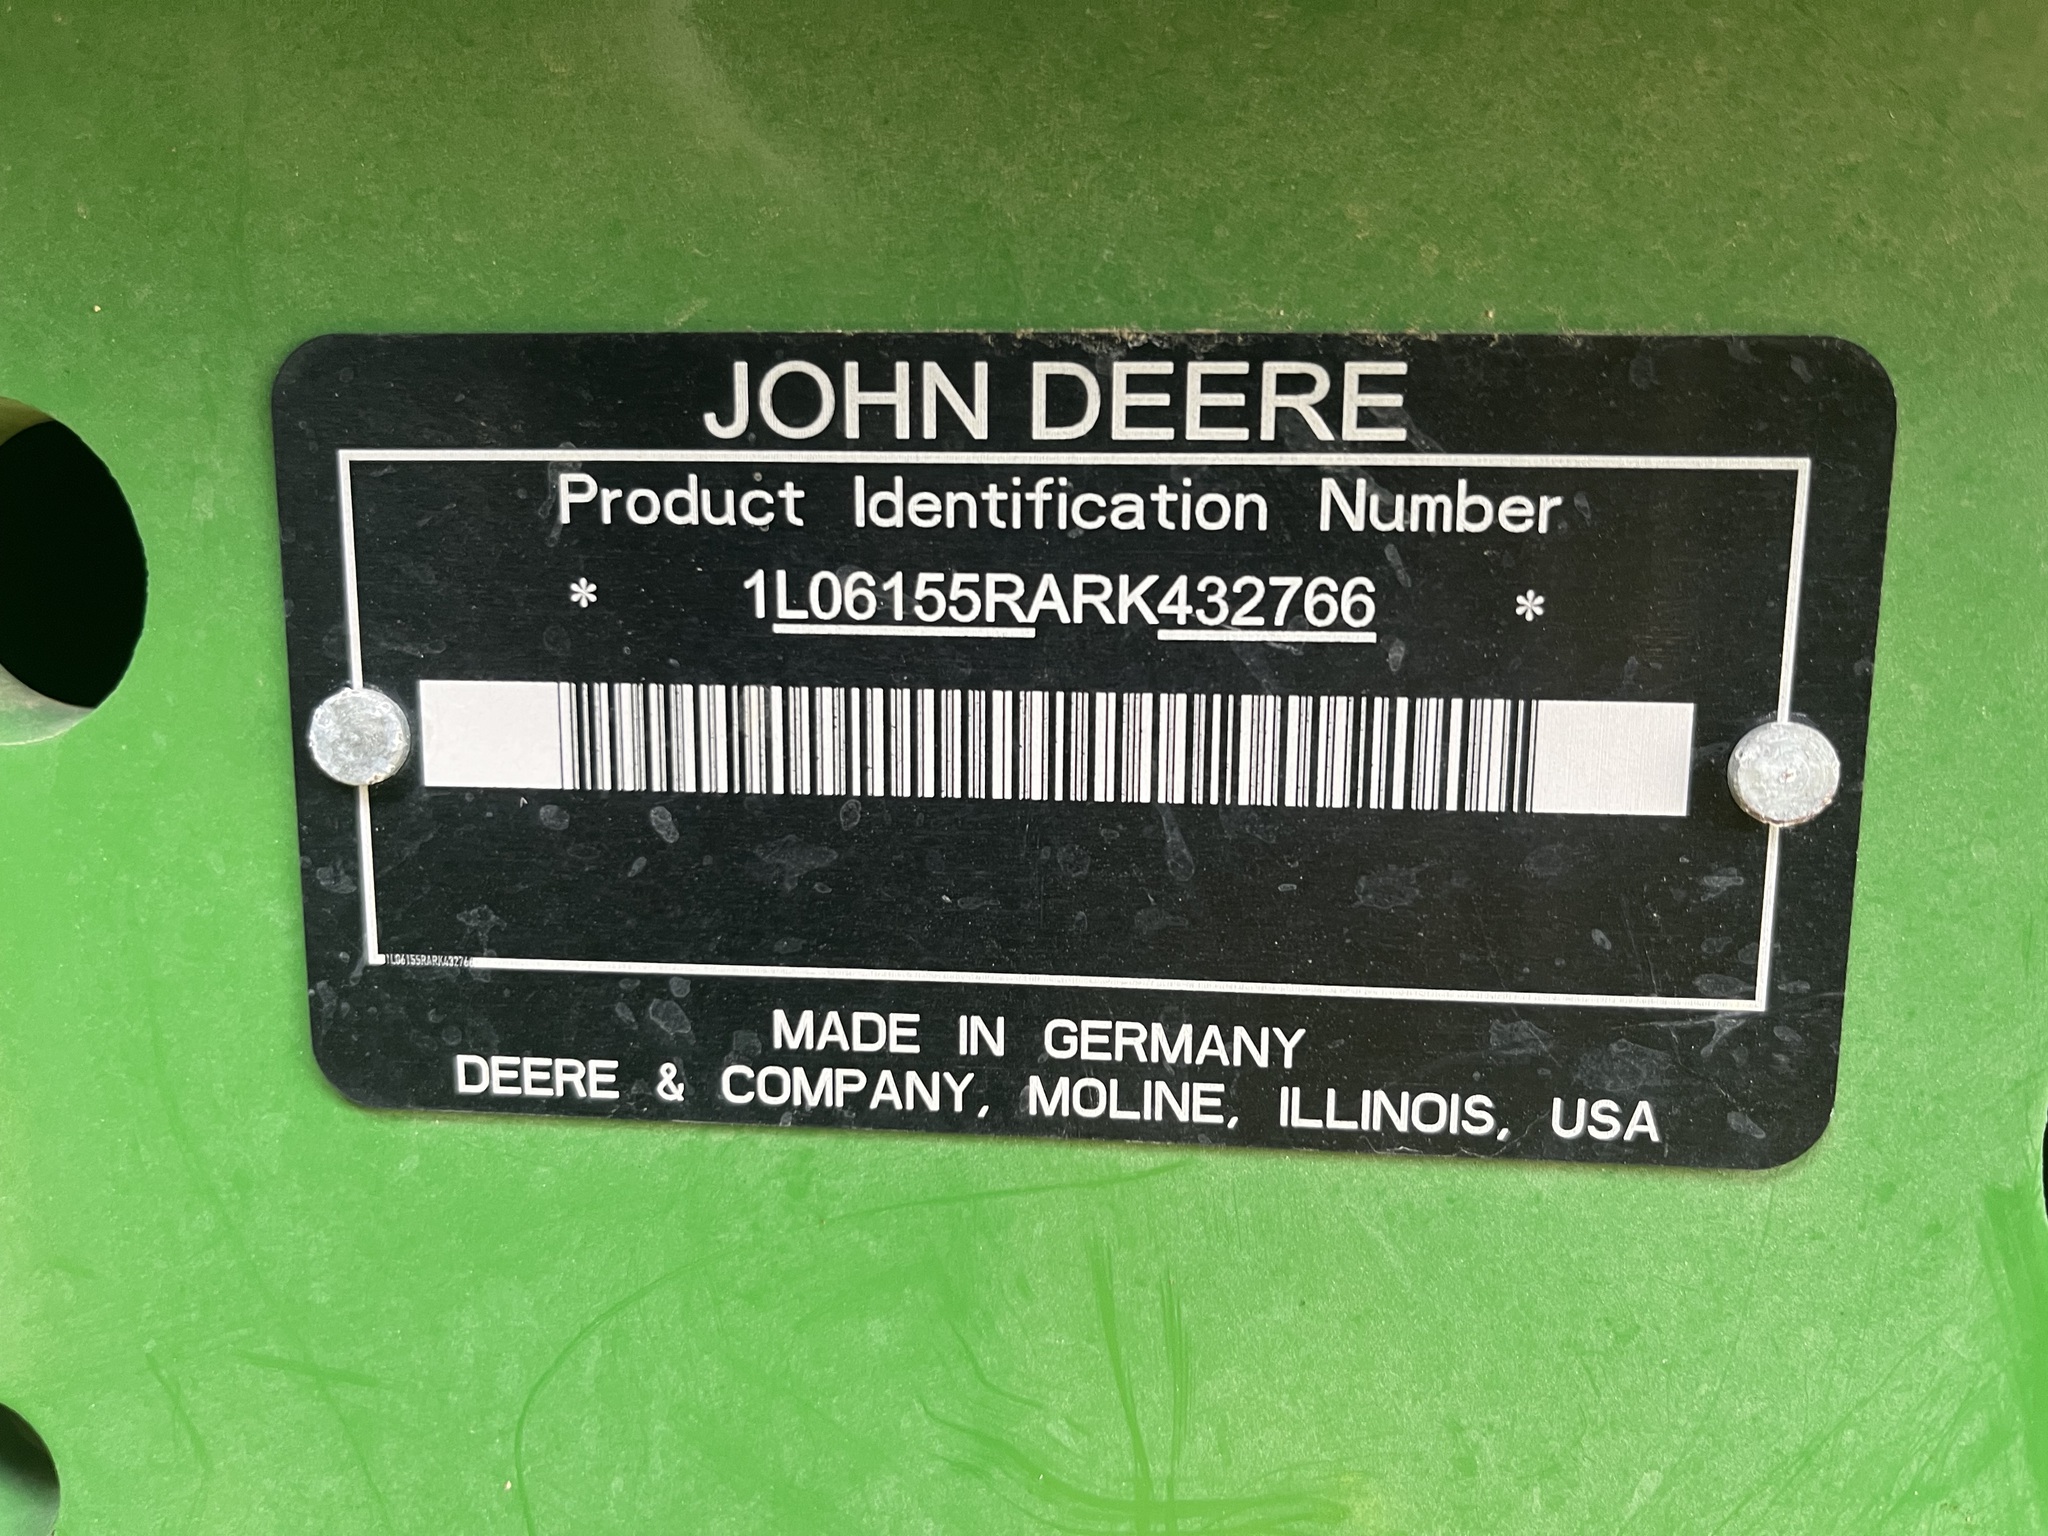 JOHN DEERE
Product Identification Number
* 1L06155RARK432766 *
1L06155RARK432766
MADE IN GERMANY
DEERE & COMPANY, MOLINE, ILLINOIS, USA